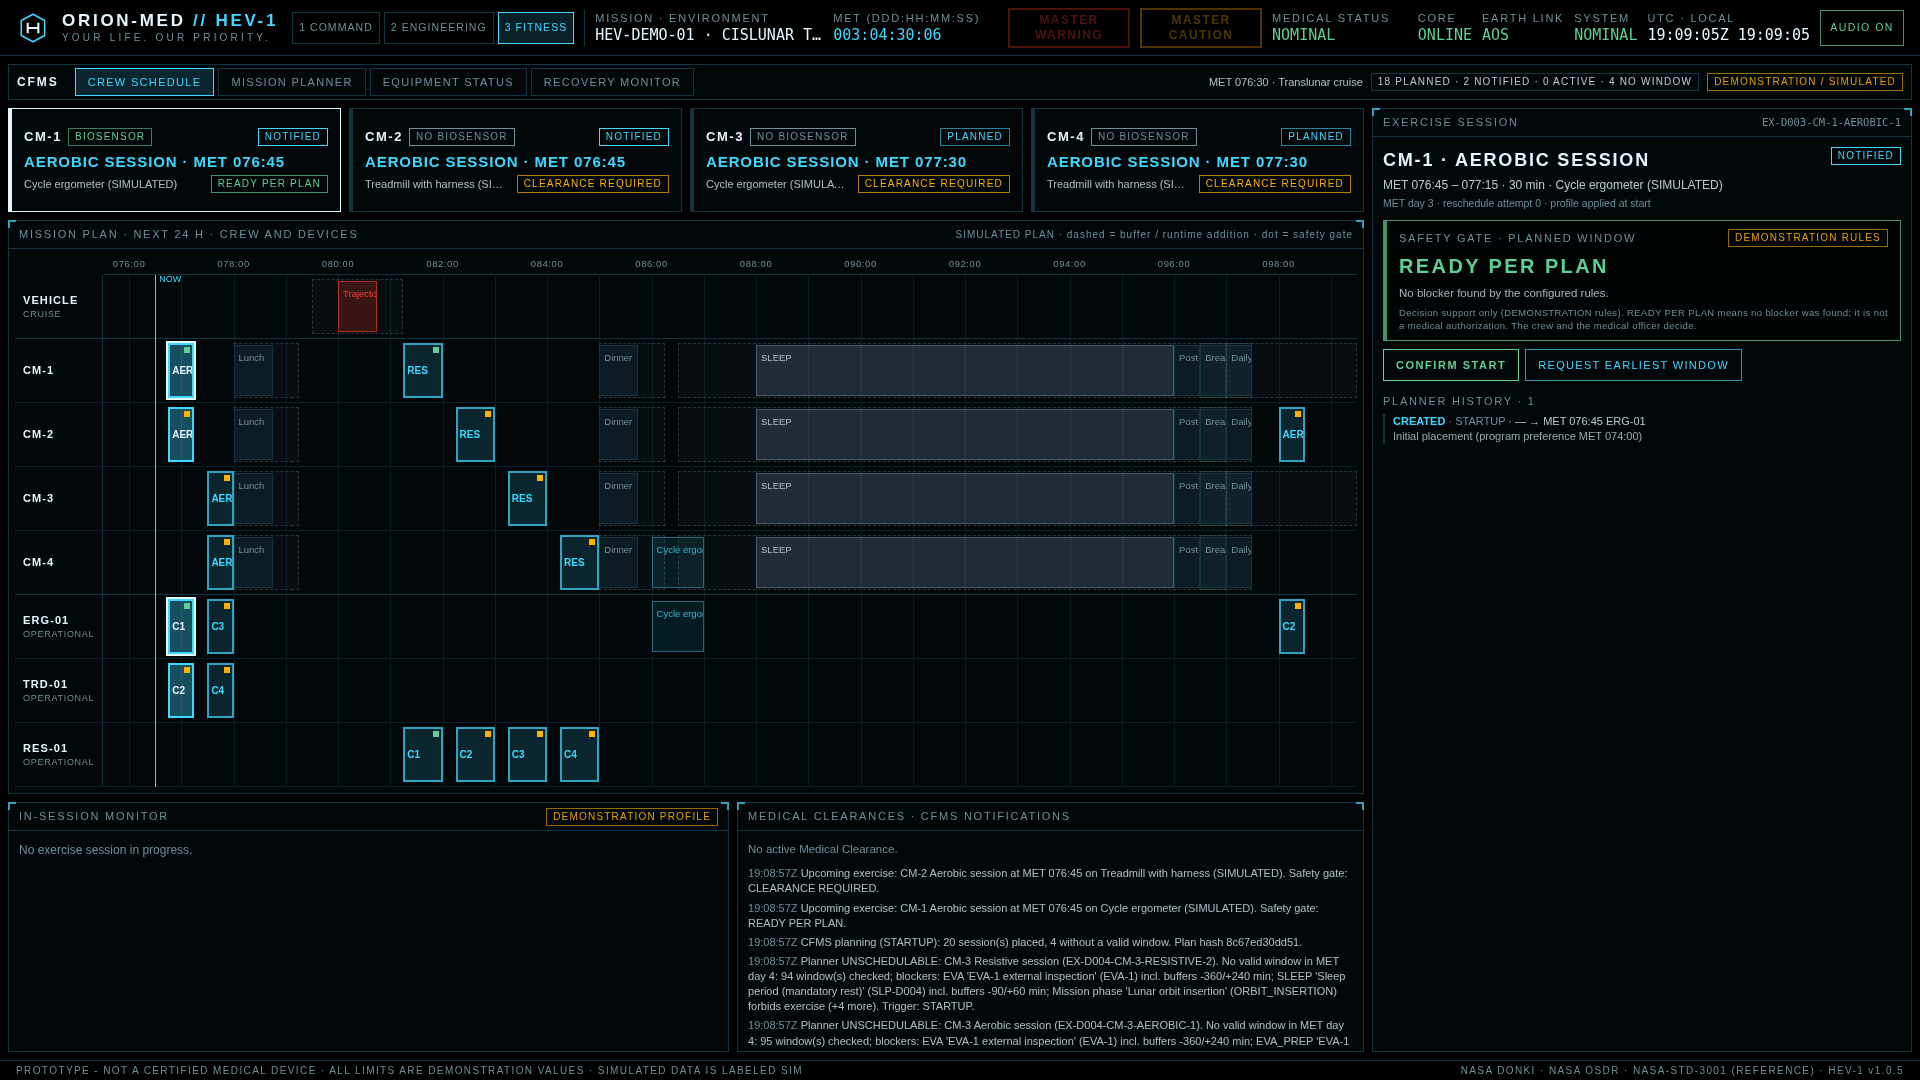 ORION-MED // HEV-1
YOUR LIFE. OUR PRIORITY.
1 COMMAND
2 ENGINEERING
3 FITNESS
MISSION · ENVIRONMENT
HEV-DEMO-01 · CISLUNAR T…
MET (DDD:HH:MM:SS)
003:04:30:06
MASTER WARNING
MASTER CAUTION
MEDICAL STATUS
NOMINAL
CORE
ONLINE
EARTH LINK
AOS
SYSTEM
NOMINAL
UTC · LOCAL
19:09:05Z 19:09:05
AUDIO ON
CFMS
CREW SCHEDULE
MISSION PLANNER
EQUIPMENT STATUS
RECOVERY MONITOR
MET 076:30 · Translunar cruise
18 PLANNED · 2 NOTIFIED · 0 ACTIVE · 4 NO WINDOW
DEMONSTRATION / SIMULATED
CM-1 BIOSENSOR NOTIFIED
AEROBIC SESSION · MET 076:45
Cycle ergometer (SIMULATED) READY PER PLAN
CM-2 NO BIOSENSOR NOTIFIED
AEROBIC SESSION · MET 076:45
Treadmill with harness (SI… CLEARANCE REQUIRED
CM-3 NO BIOSENSOR PLANNED
AEROBIC SESSION · MET 077:30
Cycle ergometer (SIMULA… CLEARANCE REQUIRED
CM-4 NO BIOSENSOR PLANNED
AEROBIC SESSION · MET 077:30
Treadmill with harness (SI… CLEARANCE REQUIRED
MISSION PLAN · NEXT 24 H · CREW AND DEVICES
SIMULATED PLAN · dashed = buffer / runtime addition · dot = safety gate
076:00 078:00 080:00 082:00 084:00 086:00 088:00 090:00 092:00 094:00 096:00 098:00
NOW
VEHICLE
CRUISE
Trajecto
CM-1
AER Lunch RES Dinner SLEEP Post- Brea Daily
CM-2
AER Lunch RES Dinner SLEEP Post- Brea Daily AER
CM-3
AER Lunch RES Dinner SLEEP Post- Brea Daily
CM-4
AER Lunch RES Dinner Cycle ergo SLEEP Post- Brea Daily
ERG-01
OPERATIONAL
C1 C3 Cycle ergo C2
TRD-01
OPERATIONAL
C2 C4
RES-01
OPERATIONAL
C1 C2 C3 C4
IN-SESSION MONITOR
DEMONSTRATION PROFILE
No exercise session in progress.
MEDICAL CLEARANCES · CFMS NOTIFICATIONS
No active Medical Clearance.
19:08:57Z Upcoming exercise: CM-2 Aerobic session at MET 076:45 on Treadmill with harness (SIMULATED). Safety gate:
CLEARANCE REQUIRED.
19:08:57Z Upcoming exercise: CM-1 Aerobic session at MET 076:45 on Cycle ergometer (SIMULATED). Safety gate:
READY PER PLAN.
19:08:57Z CFMS planning (STARTUP): 20 session(s) placed, 4 without a valid window. Plan hash 8c67ed30dd51.
19:08:57Z Planner UNSCHEDULABLE: CM-3 Resistive session (EX-D004-CM-3-RESISTIVE-2). No valid window in MET
day 4: 94 window(s) checked; blockers: EVA 'EVA-1 external inspection' (EVA-1) incl. buffers -360/+240 min; SLEEP 'Sleep
period (mandatory rest)' (SLP-D004) incl. buffers -90/+60 min; Mission phase 'Lunar orbit insertion' (ORBIT_INSERTION)
forbids exercise (+4 more). Trigger: STARTUP.
19:08:57Z Planner UNSCHEDULABLE: CM-3 Aerobic session (EX-D004-CM-3-AEROBIC-1). No valid window in MET day
4: 95 window(s) checked; blockers: EVA 'EVA-1 external inspection' (EVA-1) incl. buffers -360/+240 min; EVA_PREP 'EVA-1
EXERCISE SESSION
EX-D003-CM-1-AEROBIC-1
CM-1 · AEROBIC SESSION
NOTIFIED
MET 076:45 – 077:15 · 30 min · Cycle ergometer (SIMULATED)
MET day 3 · reschedule attempt 0 · profile applied at start
SAFETY GATE · PLANNED WINDOW
DEMONSTRATION RULES
READY PER PLAN
No blocker found by the configured rules.
Decision support only (DEMONSTRATION rules). READY PER PLAN means no blocker was found; it is not
a medical authorization. The crew and the medical officer decide.
CONFIRM START
REQUEST EARLIEST WINDOW
PLANNER HISTORY · 1
CREATED · STARTUP · — → MET 076:45 ERG-01
Initial placement (program preference MET 074:00)
PROTOTYPE - NOT A CERTIFIED MEDICAL DEVICE · ALL LIMITS ARE DEMONSTRATION VALUES · SIMULATED DATA IS LABELED SIM
NASA DONKI · NASA OSDR · NASA-STD-3001 (REFERENCE) · HEV-1 v1.0.5